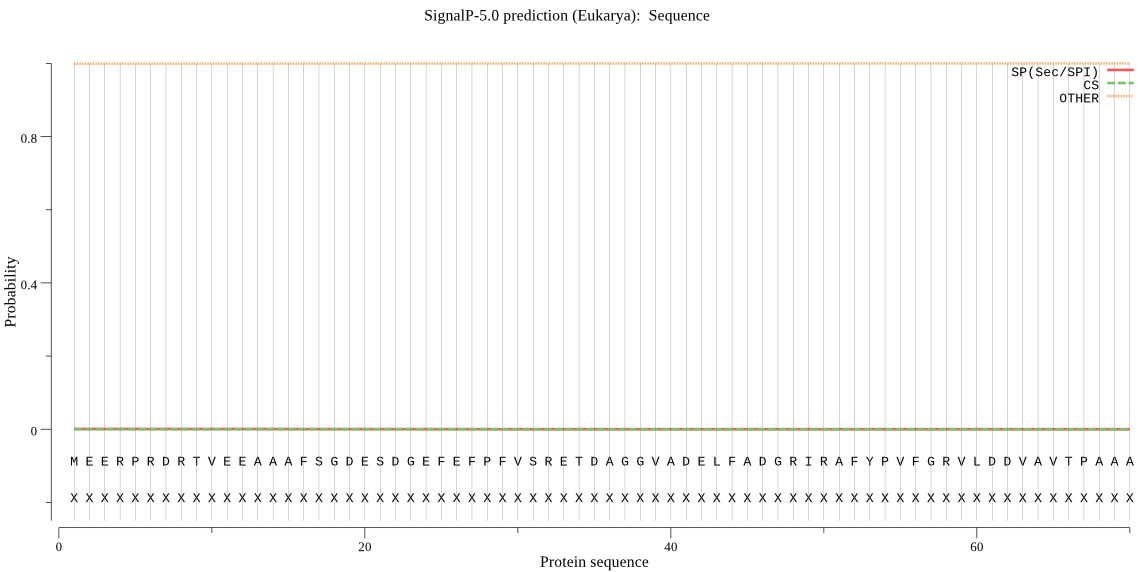 SignalP-5.0 prediction (Eukarya): Sequence
SP(Sec/SPI)
CS
OTHER
0.8
0.4
0
Probability
M E E R P R D R T V E E A A A F S G D E S D G E F E F P F V S R E T D A G G V A D E L F A D G R I R A F Y P V F G R V L D D V A V T P A A A
X X X X X X X X X X X X X X X X X X X X X X X X X X X X X X X X X X X X X X X X X X X X X X X X X X X X X X X X X X X X X X X X X X X X X X
0 20 40 60
Protein sequence